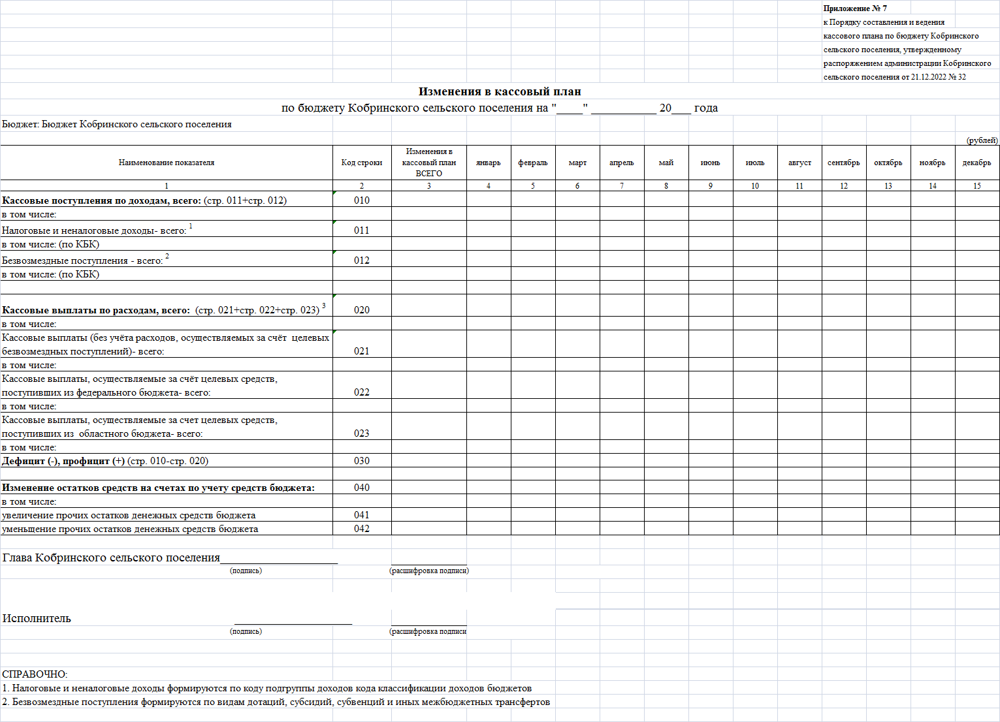 Приложение № 7
к Порядку составления и ведения
кассового плана по бюджету Кобринского
сельского поселения, утвержденному
распоряжением администрации Кобринского
сельского поселения от 21.12.2022 № 32
Изменения в кассовый план
по бюджету Кобринского сельского поселения на "____" __________ 20___ года
Бюджет: Бюджет Кобринского сельского поселения
(рублей)
Наименование показателя Код строки Изменения в кассовый план ВСЕГО январь февраль март апрель май июнь июль август сентябрь октябрь ноябрь декабрь
1 2 3 4 5 6 7 8 9 10 11 12 13 14 15
Кассовые поступления по доходам, всего: (стр. 011+стр. 012) 010
в том числе:
Налоговые и неналоговые доходы- всего: 1 011
в том числе: (по КБК)
Безвозмездные поступления - всего: 2 012
в том числе: (по КБК)
Кассовые выплаты по расходам, всего: (стр. 021+стр. 022+стр. 023) 3 020
в том числе:
Кассовые выплаты (без учёта расходов, осуществляемых за счёт целевых
безвозмездных поступлений)- всего: 021
в том числе:
Кассовые выплаты, осуществляемые за счёт целевых средств,
поступивших из федерального бюджета- всего: 022
в том числе:
Кассовые выплаты, осуществляемые за счет целевых средств,
поступивших из областного бюджета- всего: 023
в том числе:
Дефицит (-), профицит (+) (стр. 010-стр. 020) 030
Изменение остатков средств на счетах по учету средств бюджета: 040
в том числе:
увеличение прочих остатков денежных средств бюджета 041
уменьшение прочих остатков денежных средств бюджета 042
Глава Кобринского сельского поселения____________________
(подпись) (расшифровка подписи)
Исполнитель ____________________
(подпись) (расшифровка подписи
СПРАВОЧНО:
1. Налоговые и неналоговые доходы формируются по коду подгруппы доходов кода классификации доходов бюджетов
2. Безвозмездные поступления формируются по видам дотаций, субсидий, субвенций и иных межбюджетных трансфертов